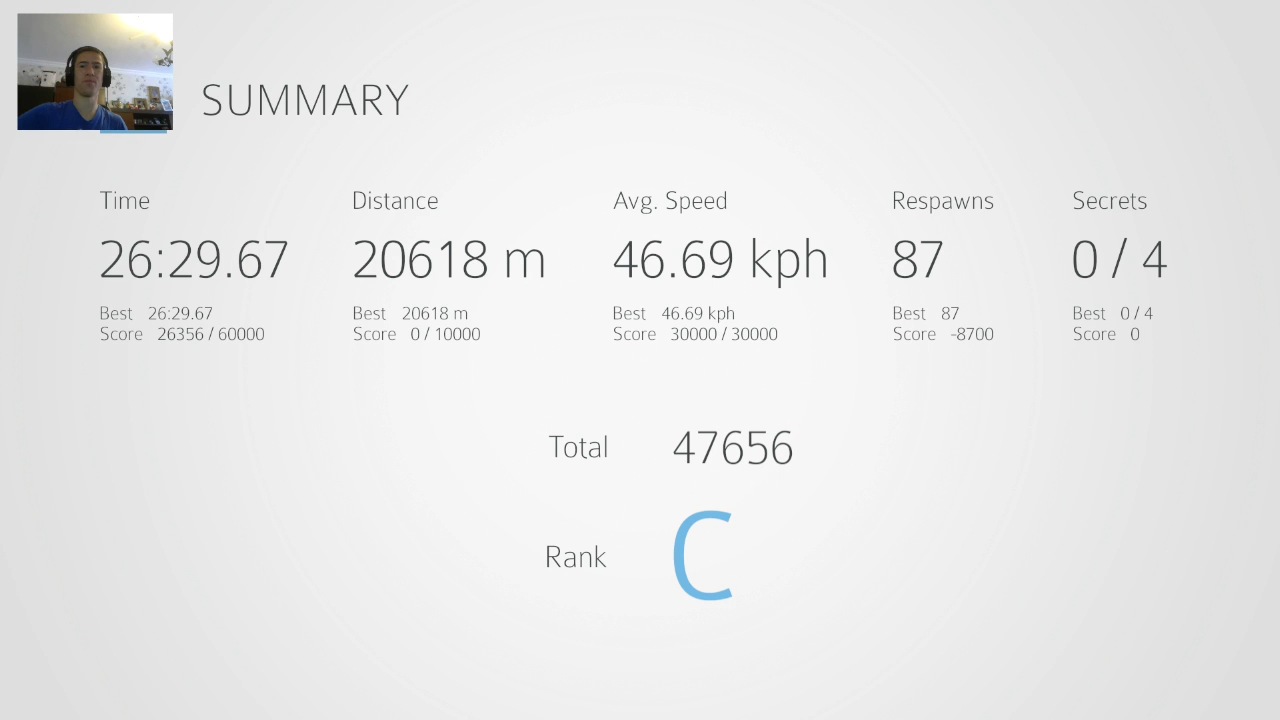 SUMMARY
Time
26:29.67
Best 26:29.67
Score 26356 / 60000
Distance
20618 m
Best 20618 m
Score 0 / 10000
Avg. Speed
46.69 kph
Best 46.69 kph
Score 30000 / 30000
Respawns
87
Best 87
Score -8700
Secrets
0 / 4
Best 0 / 4
Score 0
Total 47656
Rank C